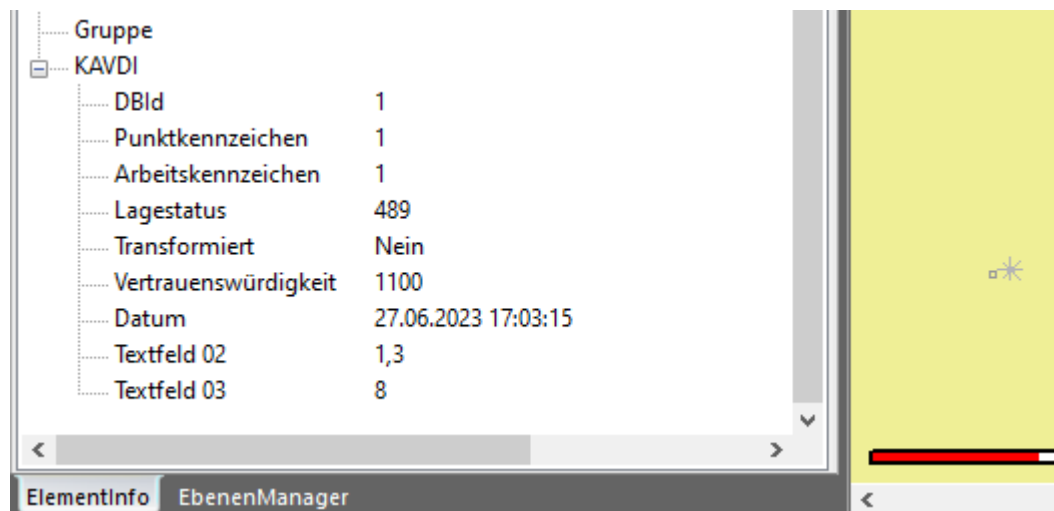 Gruppe
KAVDI
DBId 1
Punktkennzeichen 1
Arbeitskennzeichen 1
Lagestatus 489
Transformiert Nein
Vertrauenswürdigkeit 1100
Datum 27.06.2023 17:03:15
Textfeld 02 1,3
Textfeld 03 8
ElementInfo EbenenManager